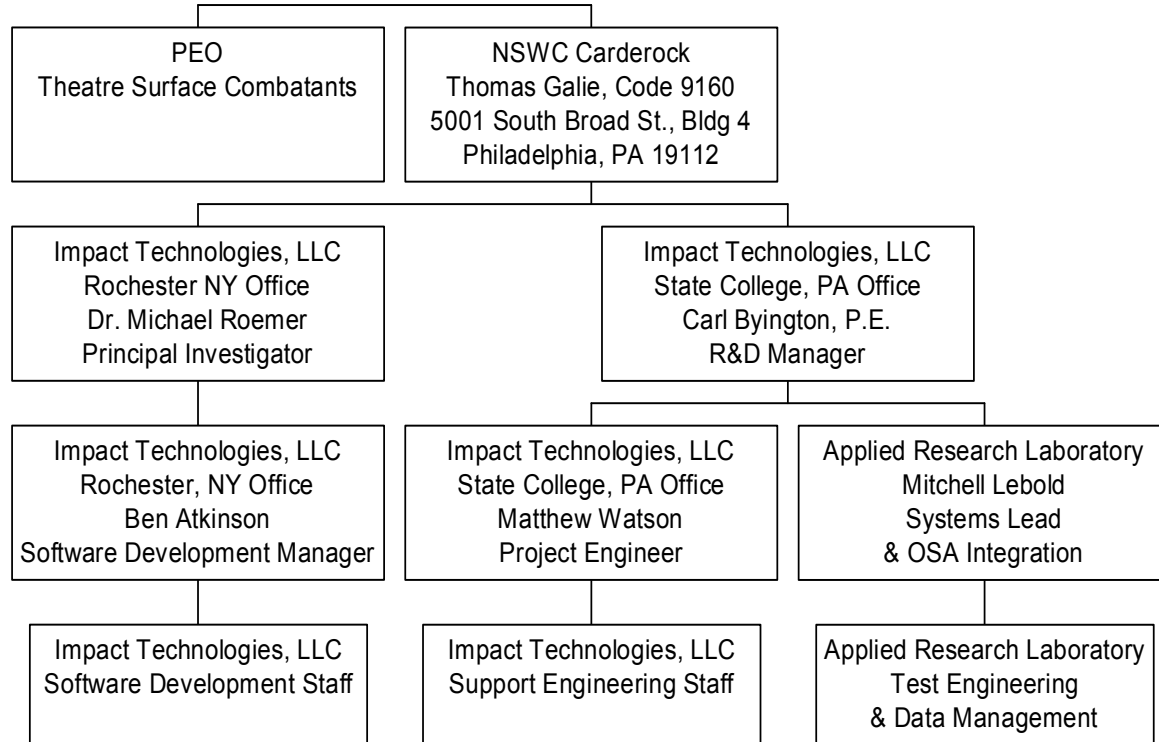 PEO
Theatre Surface Combatants
NSWC Carderock
Thomas Galie, Code 9160
5001 South Broad St., Bldg 4
Philadelphia, PA 19112
Impact Technologies, LLC
Rochester NY Office
Dr. Michael Roemer
Principal Investigator
Impact Technologies, LLC
State College, PA Office
Carl Byington, P.E.
R&D Manager
Impact Technologies, LLC
Rochester, NY Office
Ben Atkinson
Software Development Manager
Impact Technologies, LLC
State College, PA Office
Matthew Watson
Project Engineer
Applied Research Laboratory
Mitchell Lebold
Systems Lead
& OSA Integration
Impact Technologies, LLC
Software Development Staff
Impact Technologies, LLC
Support Engineering Staff
Applied Research Laboratory
Test Engineering
& Data Management